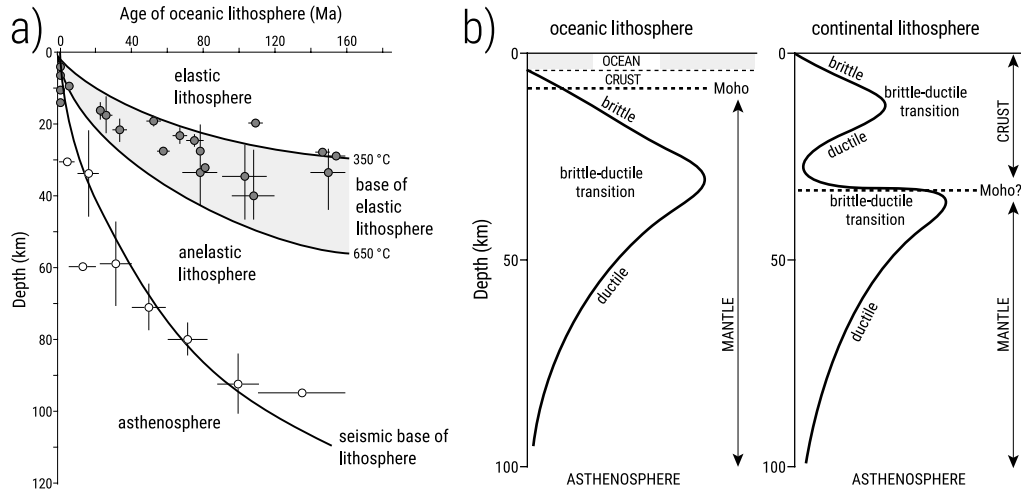 a)
Age of oceanic lithosphere (Ma)
0 40 80 120 160
0
20
40
60
80
100
120
Depth (km)
elastic
lithosphere
350 °C
base of
elastic
lithosphere
650 °C
anelastic
lithosphere
asthenosphere
seismic base of
lithosphere
b)
oceanic lithosphere
0
50
100
Depth (km)
OCEAN
CRUST
Moho
brittle
brittle-ductile
transition
ductile
MANTLE
ASTHENOSPHERE
continental lithosphere
0
50
100
brittle
brittle-ductile
transition
ductile
CRUST
Moho?
brittle-ductile
transition
ductile
MANTLE
ASTHENOSPHERE